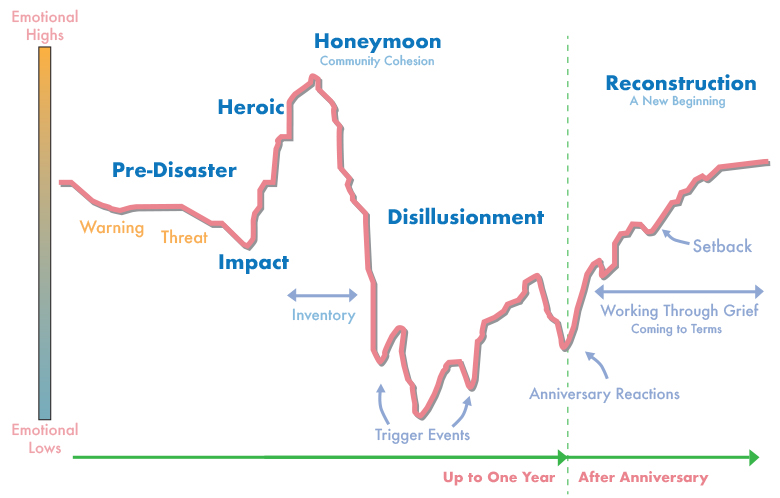 Emotional
Highs
Honeymoon
Community Cohesion
Reconstruction
A New Beginning
Heroic
Pre-Disaster
Disillusionment
Warning
Threat
Setback
Impact
Inventory
Working Through Grief
Coming to Terms
Anniversary Reactions
Trigger Events
Emotional
Lows
Up to One Year
After Anniversary